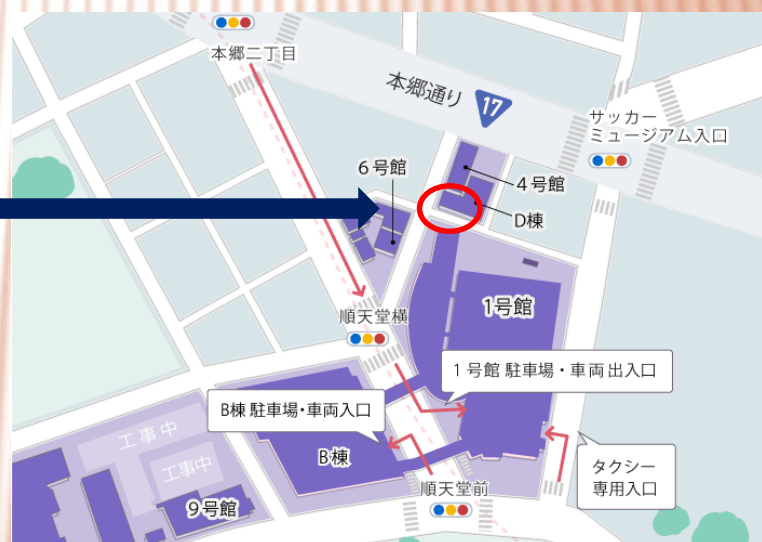 本郷二丁目
本郷通り
17
サッカー
ミュージアム入口
6号館
4号館
D棟
1号館
順天堂横
1号館 駐車場・車両出入口
B棟 駐車場・車両入口
工事中
工事中
B棟
タクシー
専用入口
順天堂前
9号館